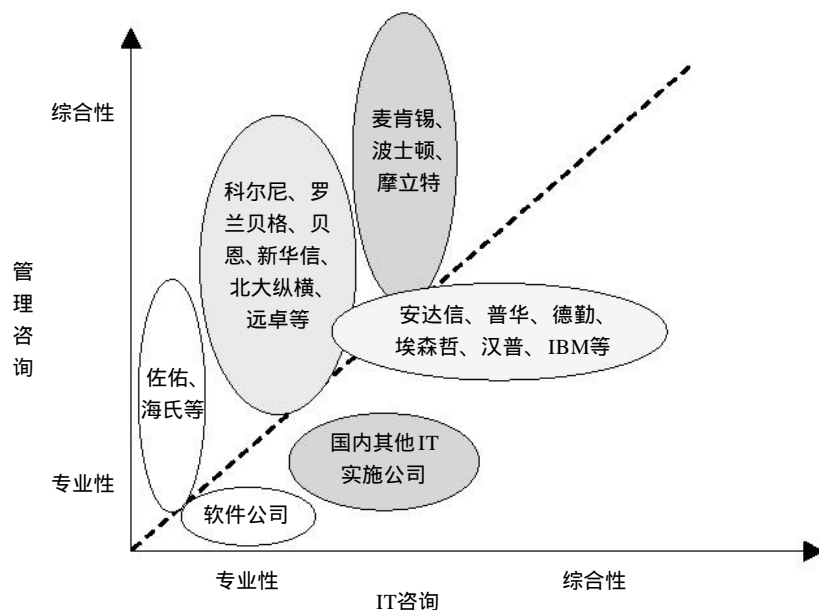 综合性
麦肯锡、
波士顿、
摩立特
科尔尼、罗
兰贝格、贝
恩、新华信、
北大纵横、
远卓等
管
理
咨
询
安达信、普华、德勤、
埃森哲、汉普、IBM等
佐佑、
海氏等
国内其他IT
实施公司
专业性
软件公司
专业性
综合性
IT咨询